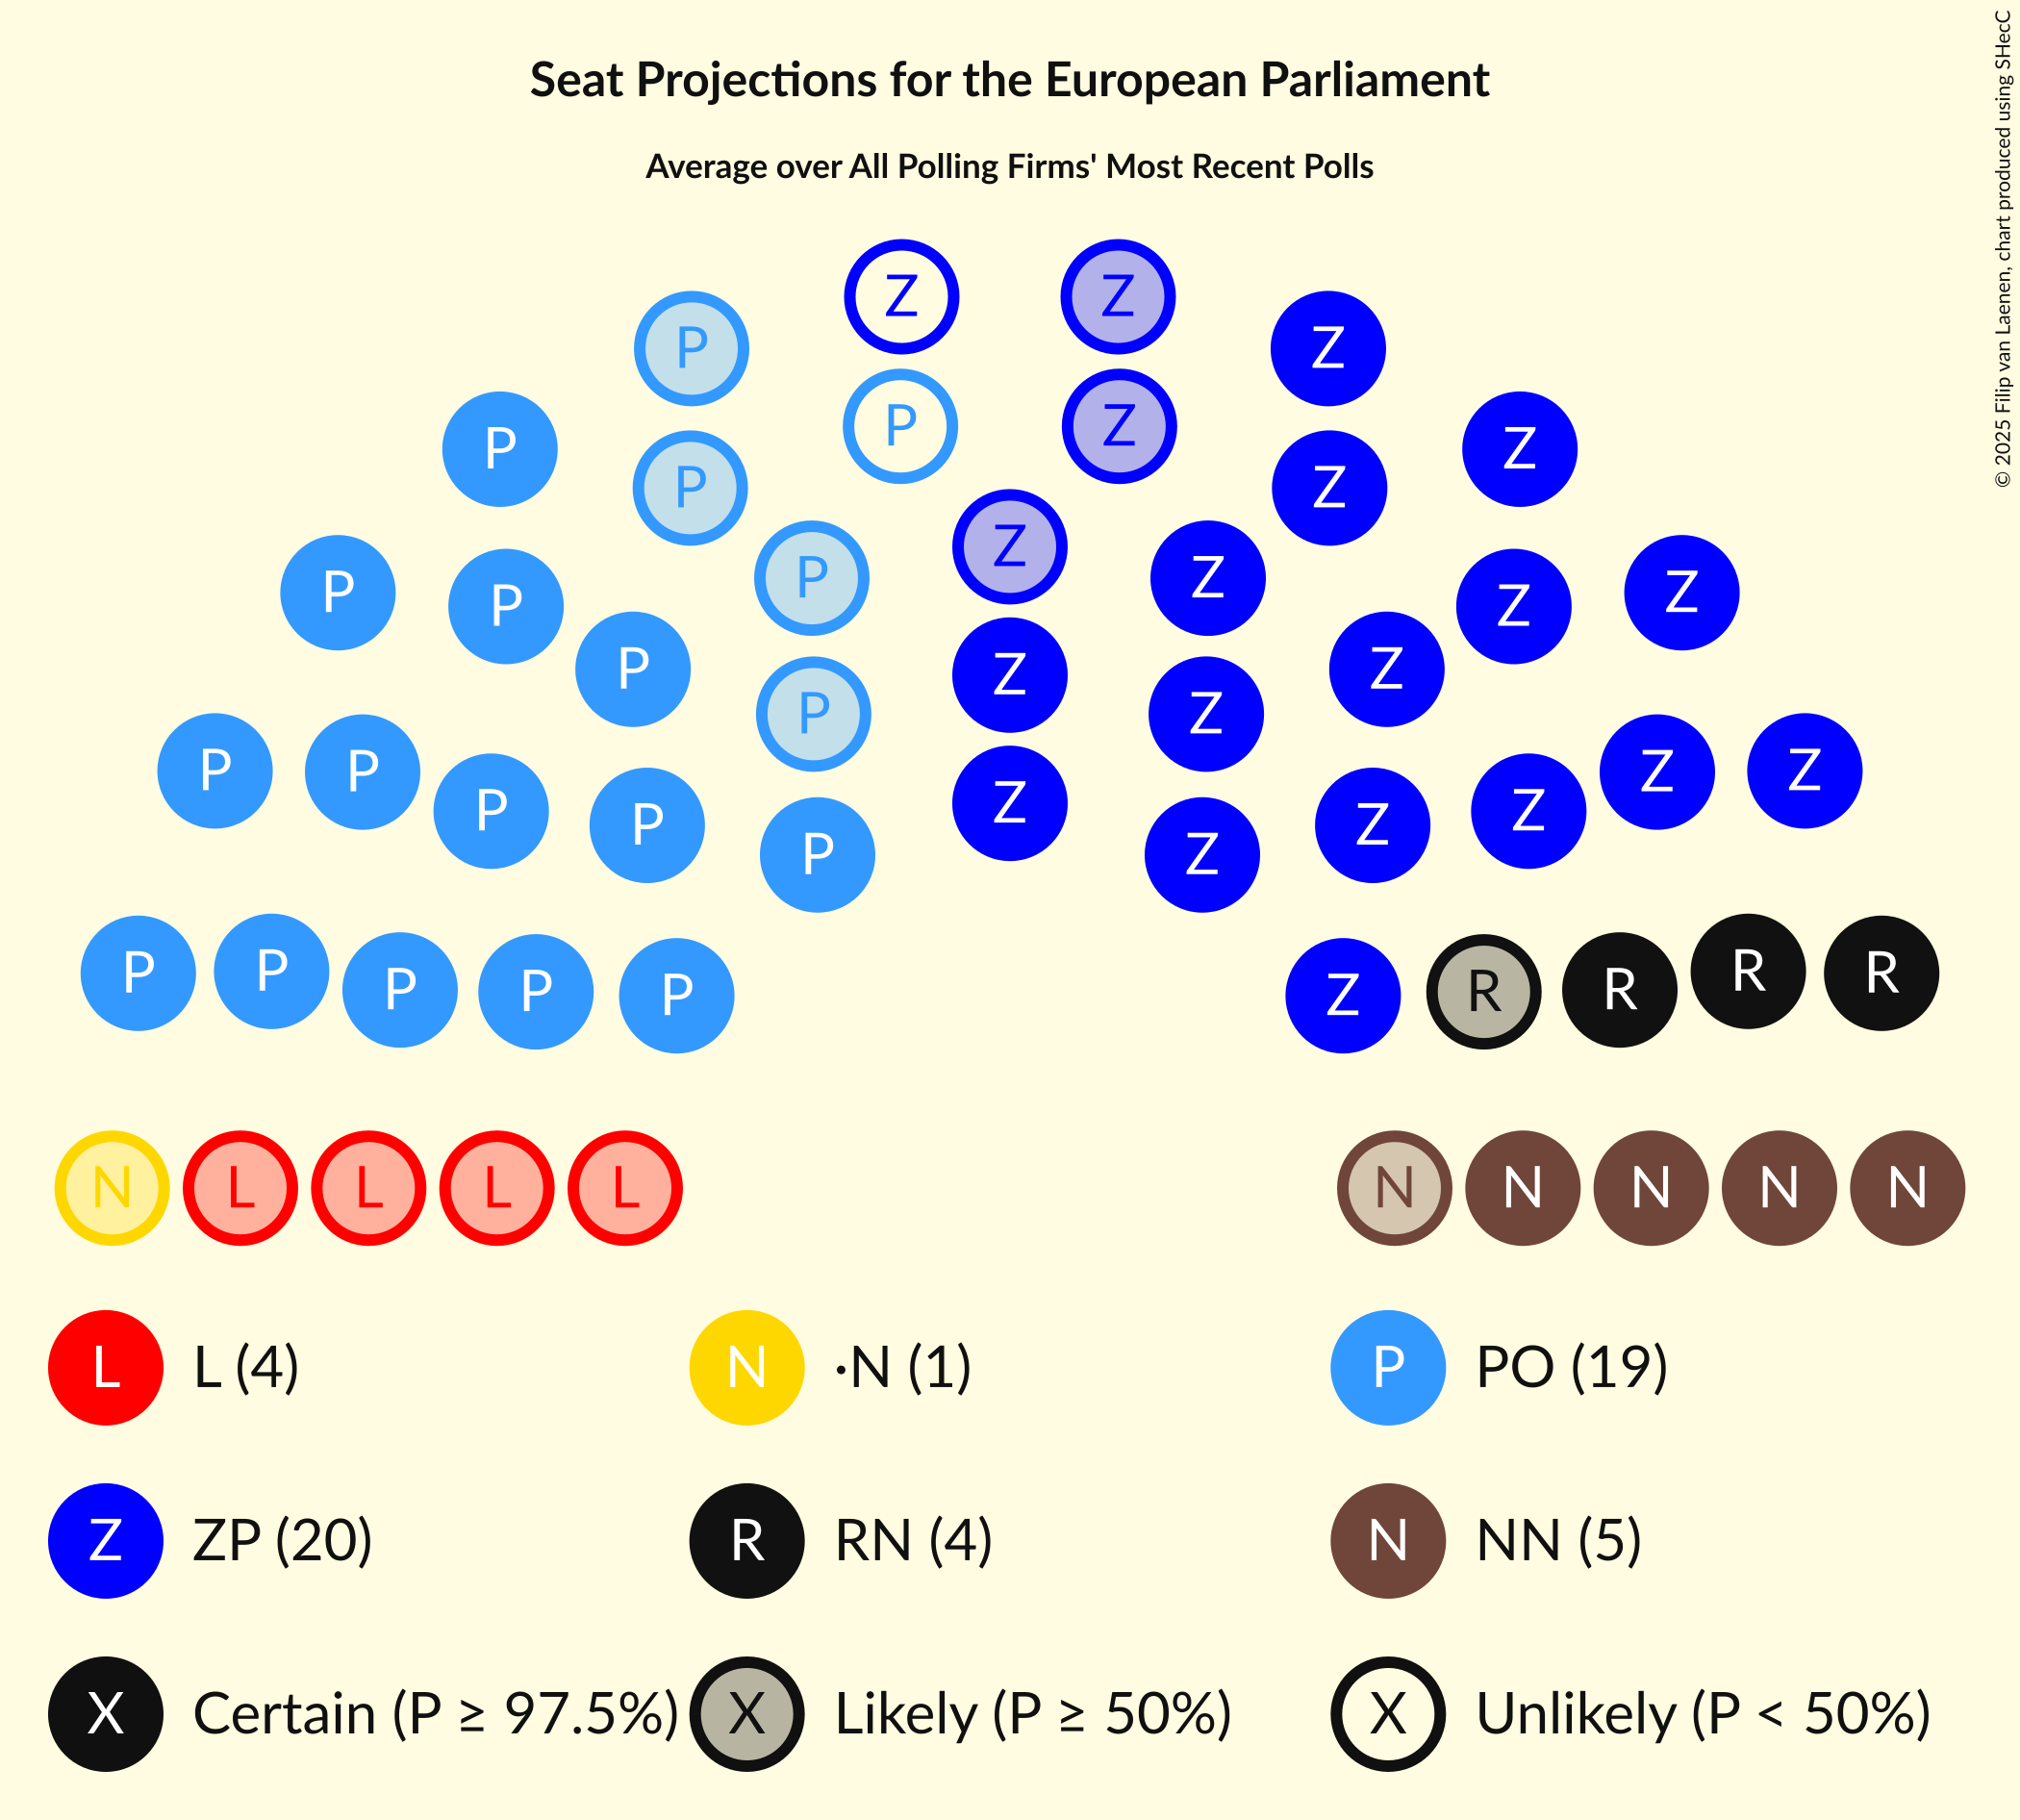 Seat Projections for the European Parliament
Average over All Polling Firms' Most Recent Polls
© 2025 Filip van Laenen, chart produced using SHecC
Z Z
P Z
P Z
P Z
P Z
Z
P Z
P Z
P Z
P Z
P Z
Z
P Z
P Z
P P Z Z
P Z
P Z
Z
P Z
P P P P P Z R R R R
N L L L L N N N N N
L L (4) N ·N (1) P PO (19)
Z ZP (20) R RN (4) N NN (5)
X Certain (P ≥ 97.5%) X Likely (P ≥ 50%) X Unlikely (P < 50%)